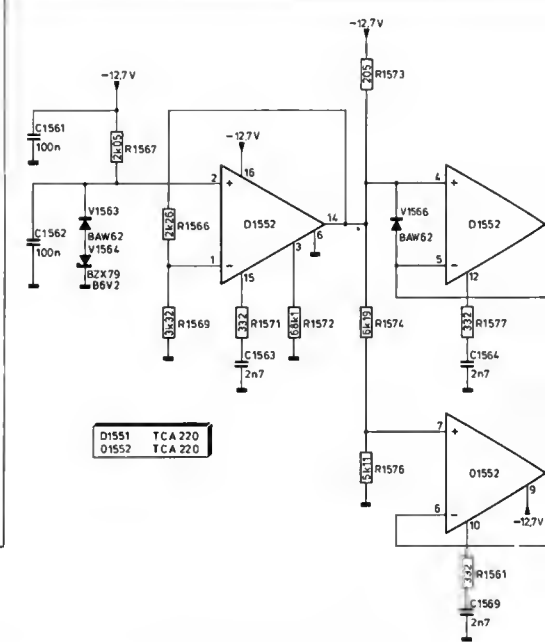 -12,7V
205
R1573
-12,7V
C1561
100n
2k05
R1567
-12,7V
16
2
+
4
+
V1563
BAW62
V1564
C1562
100n
BZX79
B6V2
2k26
R1566
D1552
14
6
V1566
BAW62
D1552
1
-
15
3
5
-
12
3k32
R1569
332
R1571
68k1
R1572
6k19
R1574
332
R1577
C1563
2n7
C1564
2n7
D1551 TCA 220
D1552 TCA 220
7
+
5k11
R1576
D1552
9
-12,7V
6
-
10
332
R1561
C1569
2n7